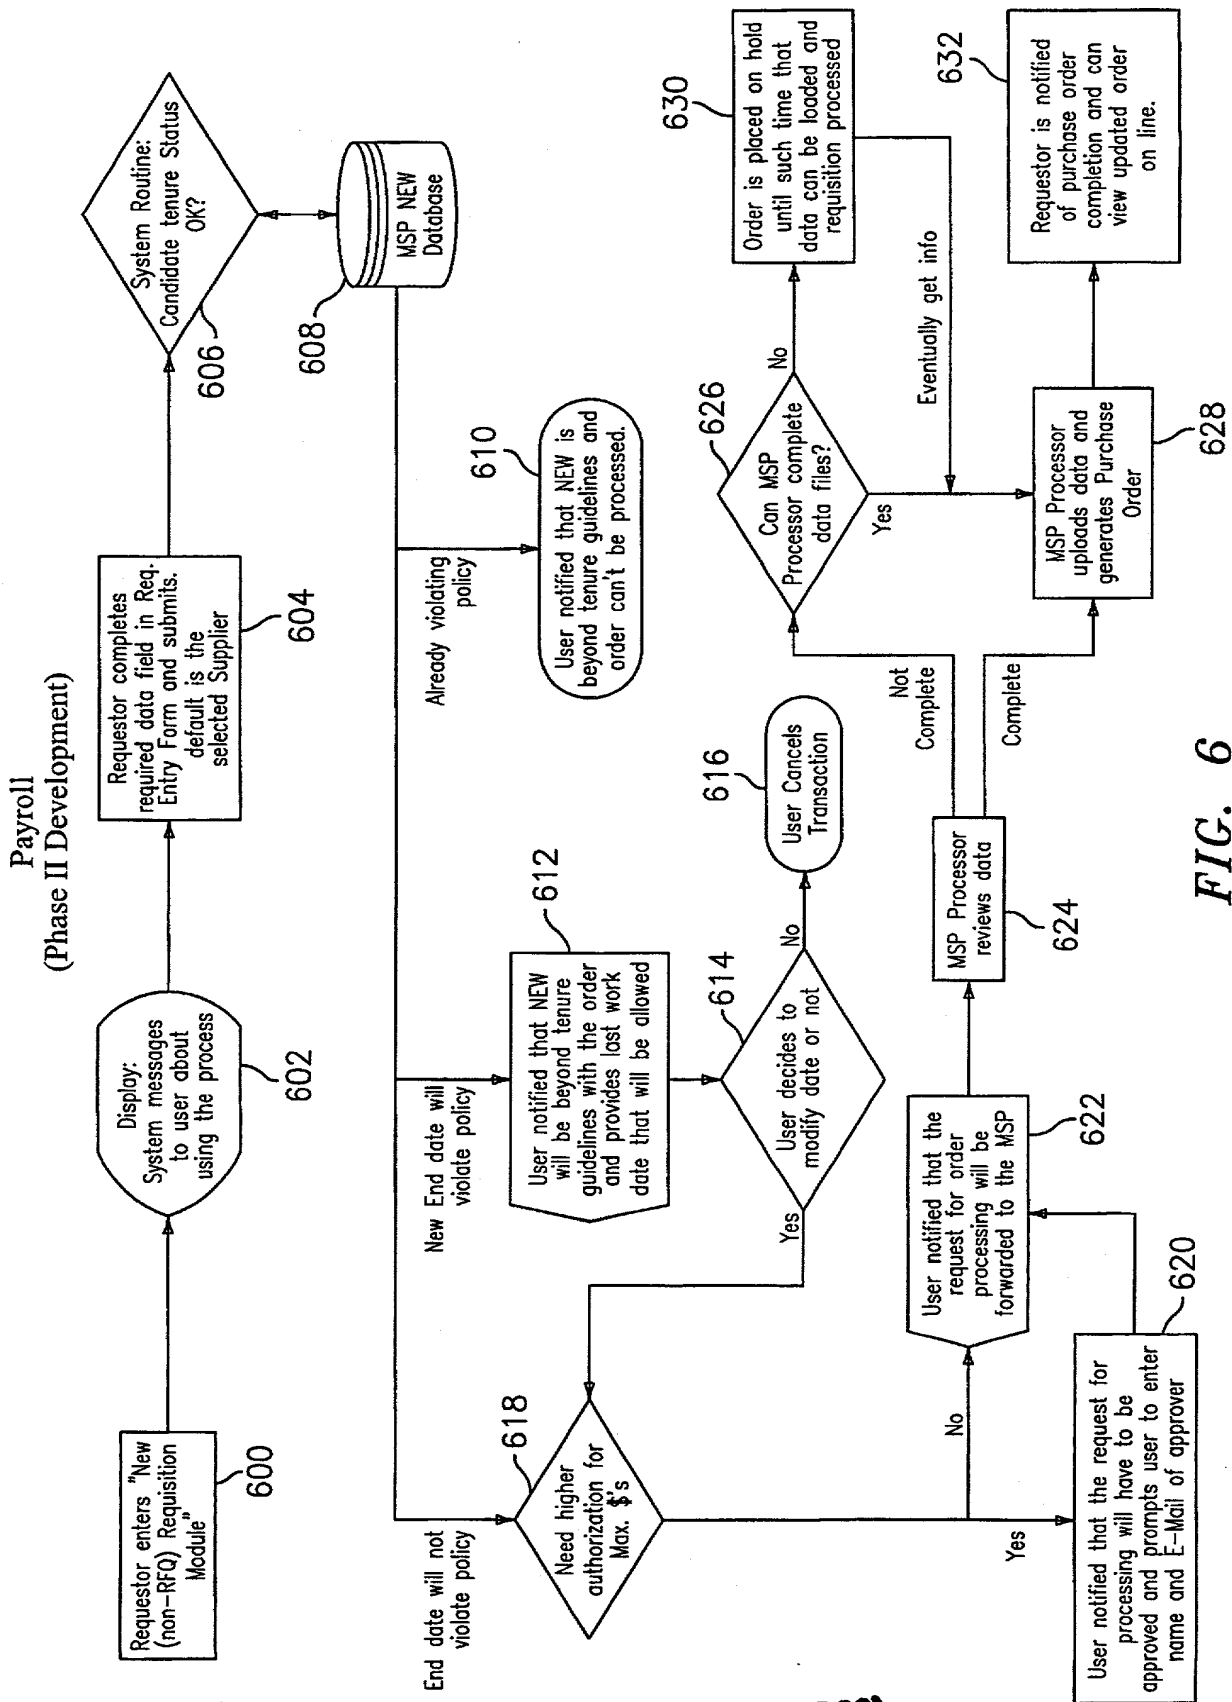 Payroll
(Phase II Development)
Requestor enters "New
(non-RFQ) Requisition
Module"
600
Display:
System messages
to user about
using the process
602
Requestor completes
required data field in Req.
Entry Form and submits.
default is the
selected Supplier
604
System Routine:
Candidate tenure Status
OK?
606
MSP NEW
Database
608
End date will not
violate policy
New End date will
violate policy
Already violating
policy
User notified that NEW is
beyond tenure guidelines and
order can't be processed.
610
User notified that NEW
will be beyond tenure
guidelines with the order
and provides last work
date that will be allowed
612
User decides to
modify date or not
614
Yes
No
User Cancels
Transaction
616
Need higher
authorization for
Max. $'s
618
No
Yes
User notified that the request for
processing will have to be
approved and prompts user to enter
name and E-Mail of approver
620
User notified that the
request for order
processing will be
forwarded to the MSP
622
MSP Processor
reviews data
624
Not
Complete
Complete
Can MSP
Processor complete
data files?
626
No
Yes
Order is placed on hold
until such time that
data can be loaded and
requisition processed
630
Eventually get info
MSP Processor
uploads data and
generates Purchase
Order
628
Requestor is notified
of purchase order
completion and can
view updated order
on line.
632
FIG. 6